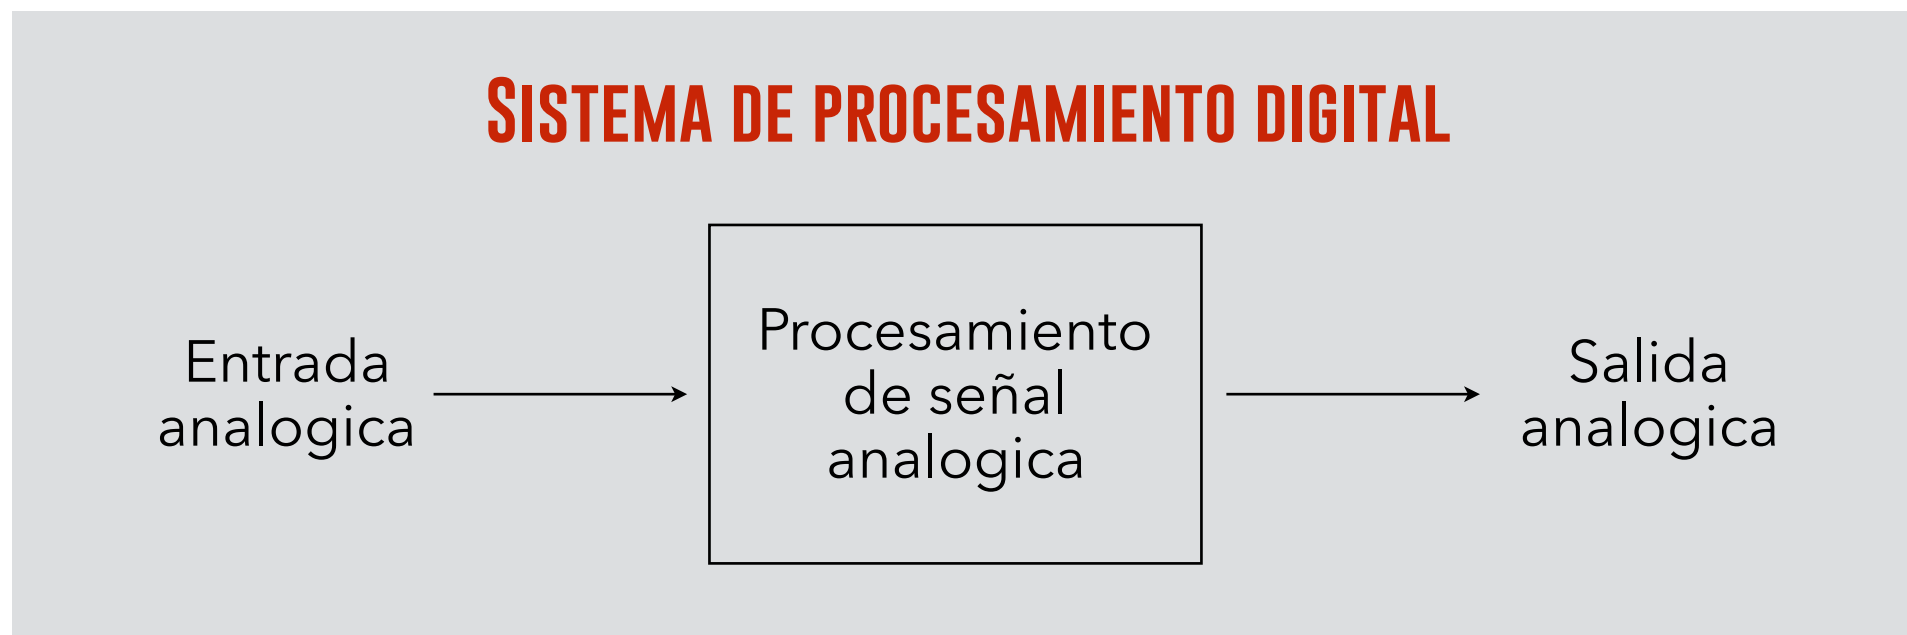 SISTEMA DE PROCESAMIENTO DIGITAL
Entrada
analogica
Procesamiento
de señal
analogica
Salida
analogica